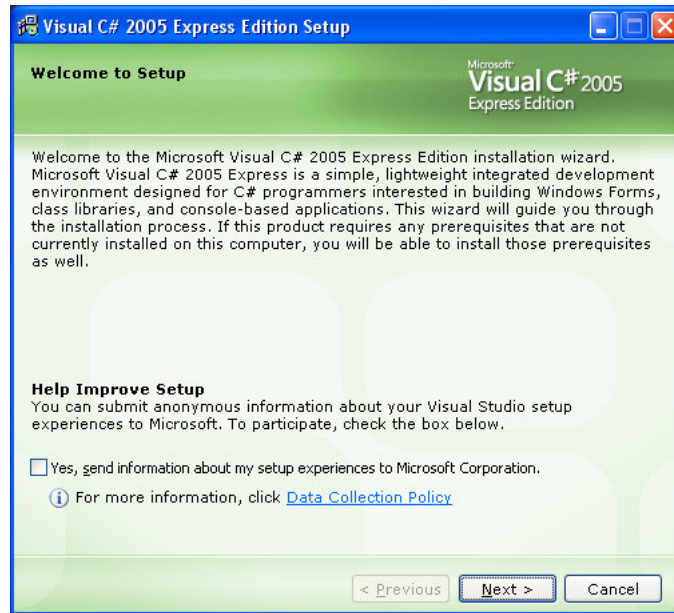 Visual C# 2005 Express Edition Setup
Welcome to Setup
Microsoft
Visual C# 2005
Express Edition
Welcome to the Microsoft Visual C# 2005 Express Edition installation wizard.
Microsoft Visual C# 2005 Express is a simple, lightweight integrated development
environment designed for C# programmers interested in building Windows Forms,
class libraries, and console-based applications. This wizard will guide you through
the installation process. If this product requires any prerequisites that are not
currently installed on this computer, you will be able to install those prerequisites
as well.
Help Improve Setup
You can submit anonymous information about your Visual Studio setup
experiences to Microsoft. To participate, check the box below.
Yes, send information about my setup experiences to Microsoft Corporation.
For more information, click Data Collection Policy
< Previous Next > Cancel